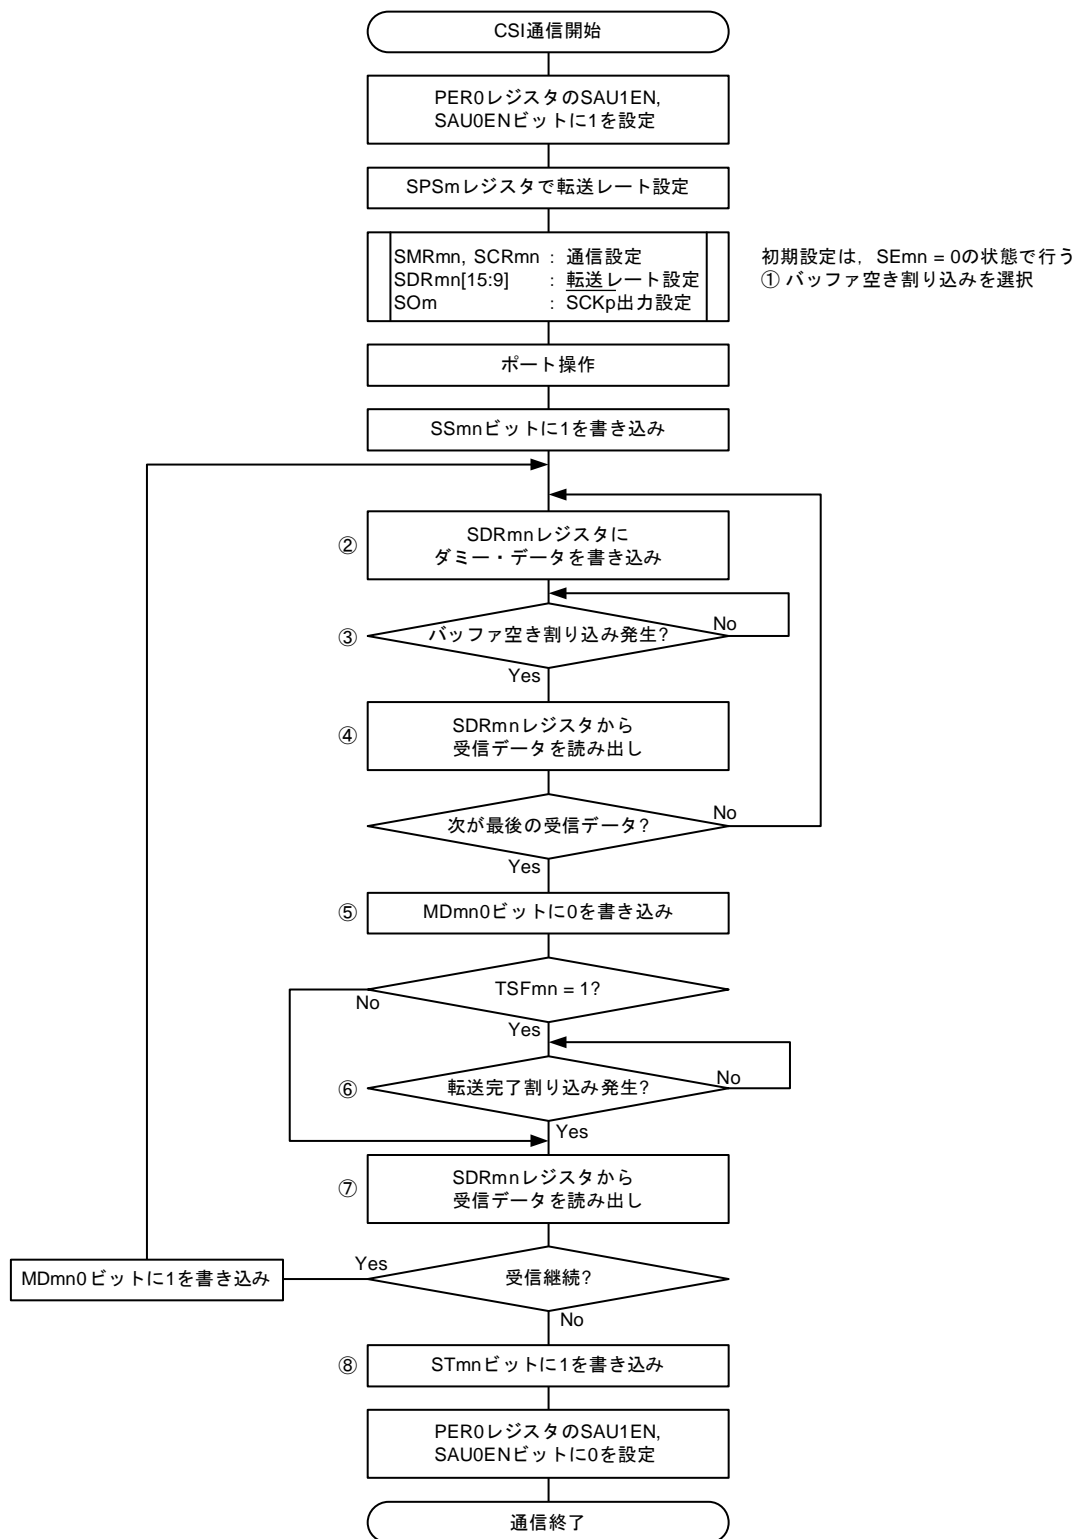 CSI通信開始
PER0レジスタのSAU1EN,
SAU0ENビットに1を設定
SPSmレジスタで転送レート設定
SMRmn, SCRmn : 通信設定
SDRmn[15:9] : 転送レート設定
SOm : SCKp出力設定
初期設定は, SEmn = 0の状態で行う
① バッファ空き割り込みを選択
ポート操作
SSmnビットに1を書き込み
②
SDRmnレジスタに
ダミー・データを書き込み
③
バッファ空き割り込み発生?
No
Yes
④
SDRmnレジスタから
受信データを読み出し
次が最後の受信データ?
No
Yes
⑤
MDmn0ビットに0を書き込み
TSFmn = 1?
No
Yes
⑥
転送完了割り込み発生?
No
Yes
⑦
SDRmnレジスタから
受信データを読み出し
MDmn0ビットに1を書き込み
Yes
受信継続?
No
⑧
STmnビットに1を書き込み
PER0レジスタのSAU1EN,
SAU0ENビットに0を設定
通信終了